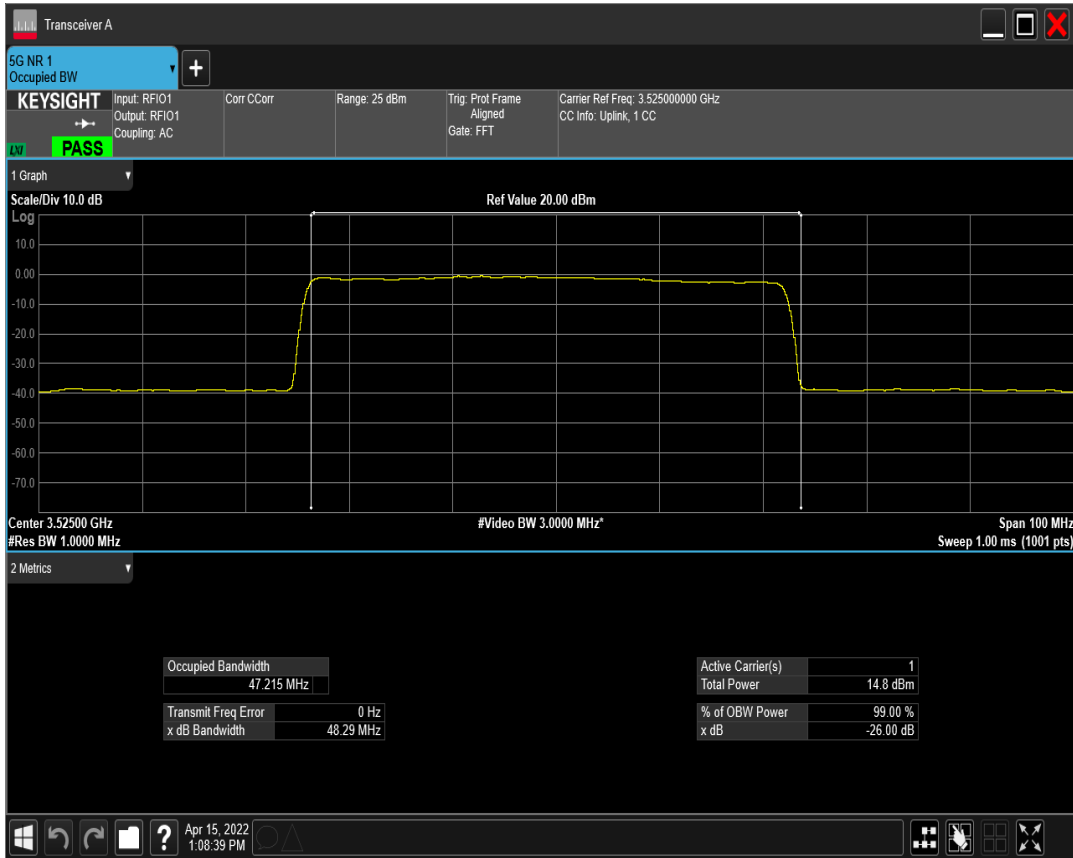 Transceiver A
5G NR 1
Occupied BW
KEYSIGHT
LXI
PASS
Input: RFIO1
Output: RFIO1
Coupling: AC
Corr CCorr
Range: 25 dBm
Trig: Prot Frame
Aligned
Gate: FFT
Carrier Ref Freq: 3.525000000 GHz
CC Info: Uplink, 1 CC
1 Graph
Scale/Div 10.0 dB
Ref Value 20.00 dBm
Log
10.0
0.00
-10.0
-20.0
-30.0
-40.0
-50.0
-60.0
-70.0
Center 3.52500 GHz
#Video BW 3.0000 MHz*
Span 100 MHz
#Res BW 1.0000 MHz
Sweep 1.00 ms (1001 pts)
2 Metrics
Occupied Bandwidth
47.215 MHz
Transmit Freq Error 0 Hz
x dB Bandwidth 48.29 MHz
Active Carrier(s) 1
Total Power 14.8 dBm
% of OBW Power 99.00 %
x dB -26.00 dB
Apr 15, 2022
1:08:39 PM